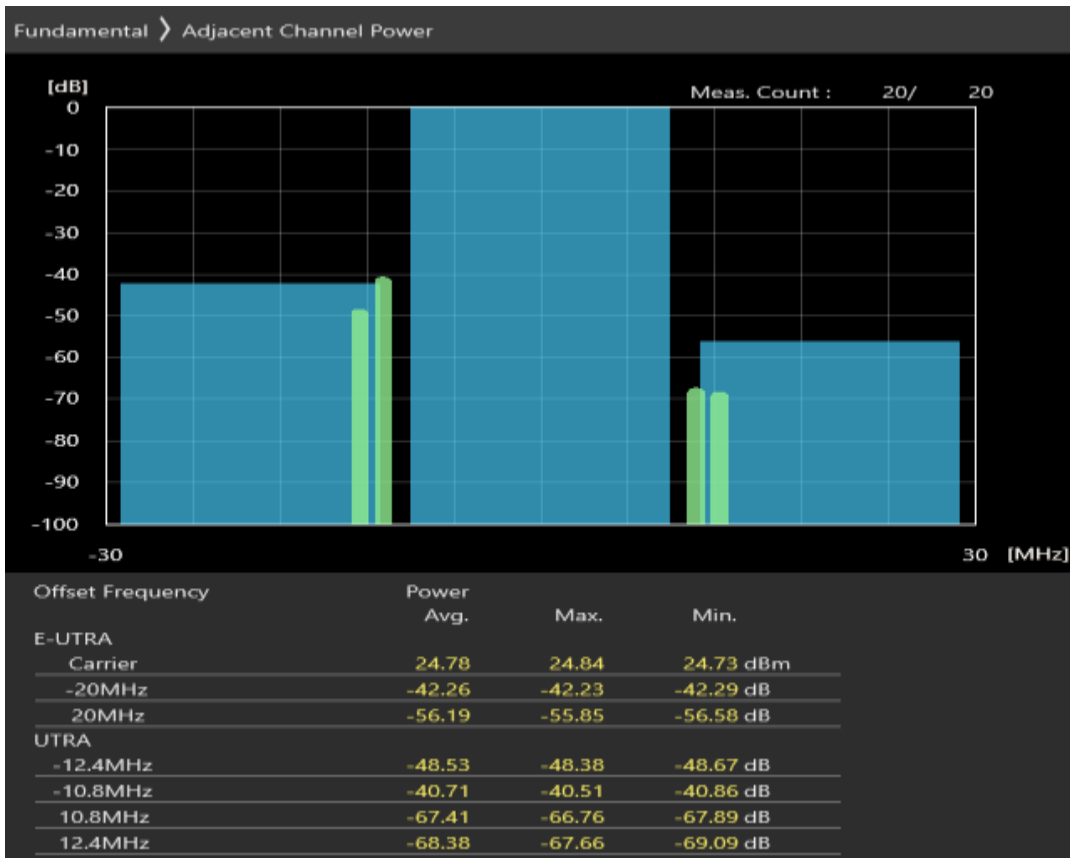 Fundamental ❯ Adjacent Channel Power
[dB]
Meas. Count : 20/ 20
0
-10
-20
-30
-40
-50
-60
-70
-80
-90
-100
-30 30 [MHz]
Offset Frequency Power
Avg. Max. Min.
E-UTRA
Carrier 24.78 24.84 24.73 dBm
-20MHz -42.26 -42.23 -42.29 dB
20MHz -56.19 -55.85 -56.58 dB
UTRA
-12.4MHz -48.53 -48.38 -48.67 dB
-10.8MHz -40.71 -40.51 -40.86 dB
10.8MHz -67.41 -66.76 -67.89 dB
12.4MHz -68.38 -67.66 -69.09 dB